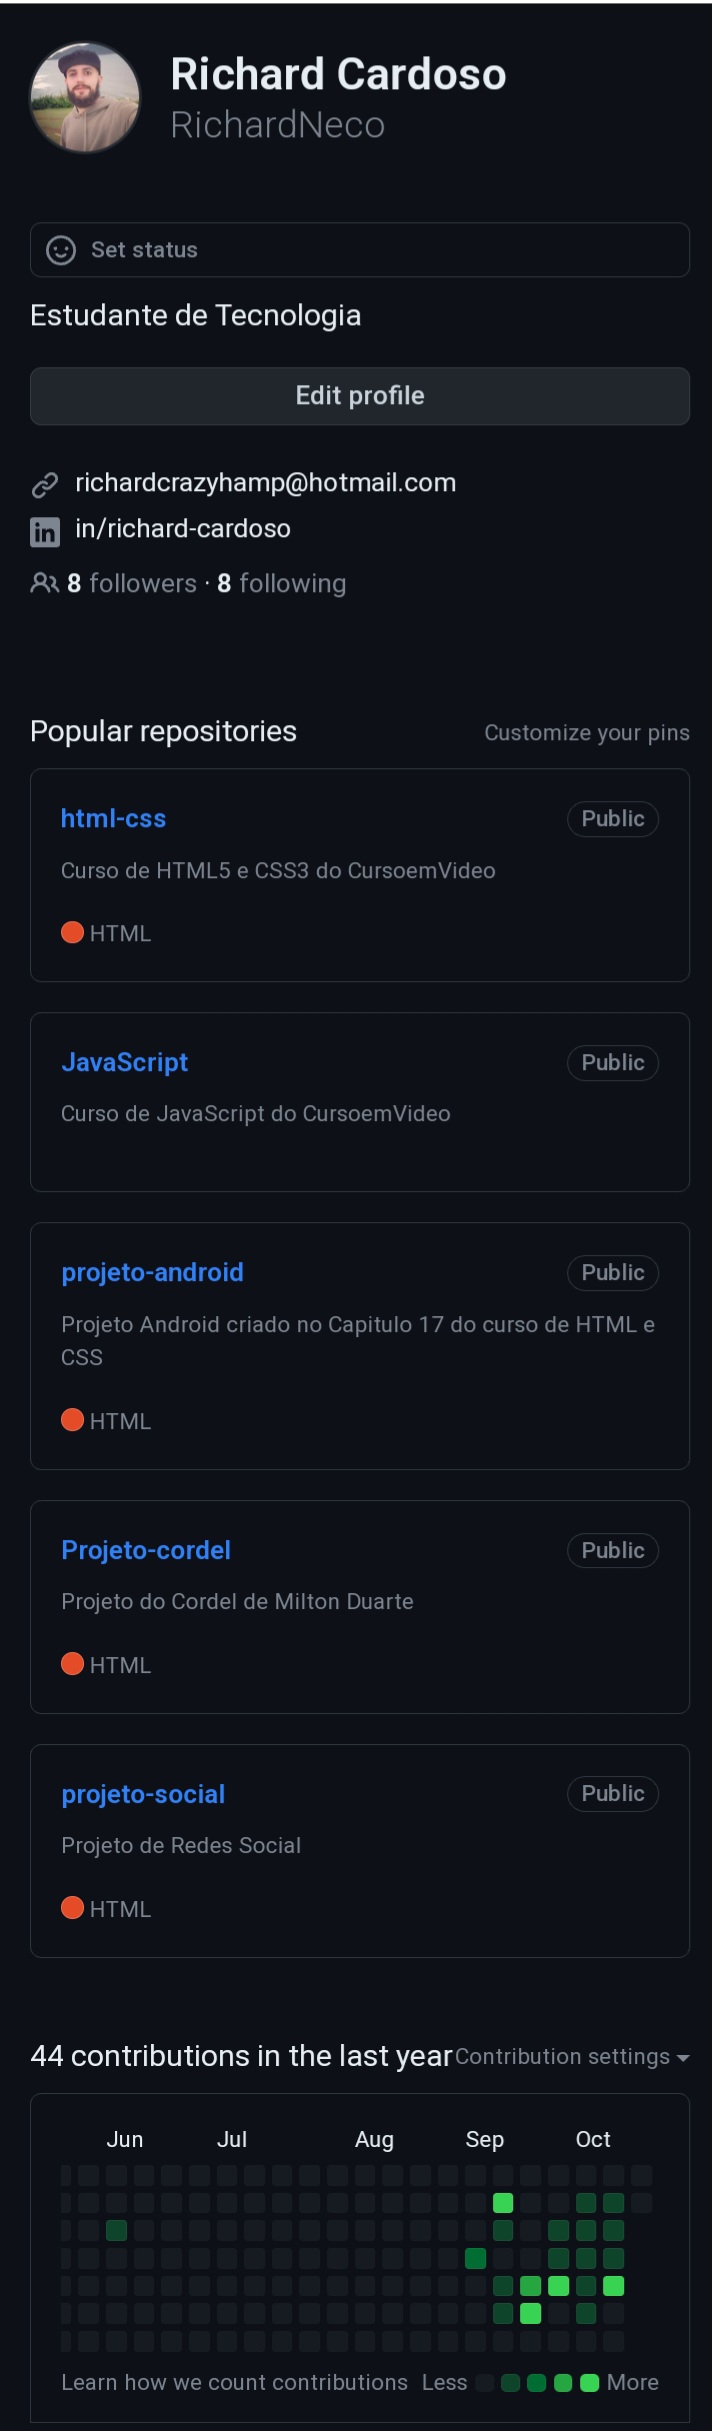 Richard Cardoso
RichardNeco
Set status
Estudante de Tecnologia
Edit profile
richardcrazyhamp@hotmail.com
in/richard-cardoso
8 followers · 8 following
Popular repositories Customize your pins
html-css Public
Curso de HTML5 e CSS3 do CursoemVideo
HTML
JavaScript Public
Curso de JavaScript do CursoemVideo
projeto-android Public
Projeto Android criado no Capitulo 17 do curso de HTML e
CSS
HTML
Projeto-cordel Public
Projeto do Cordel de Milton Duarte
HTML
projeto-social Public
Projeto de Redes Social
HTML
44 contributions in the last year Contribution settings
Jun Jul Aug Sep Oct
Learn how we count contributions Less More